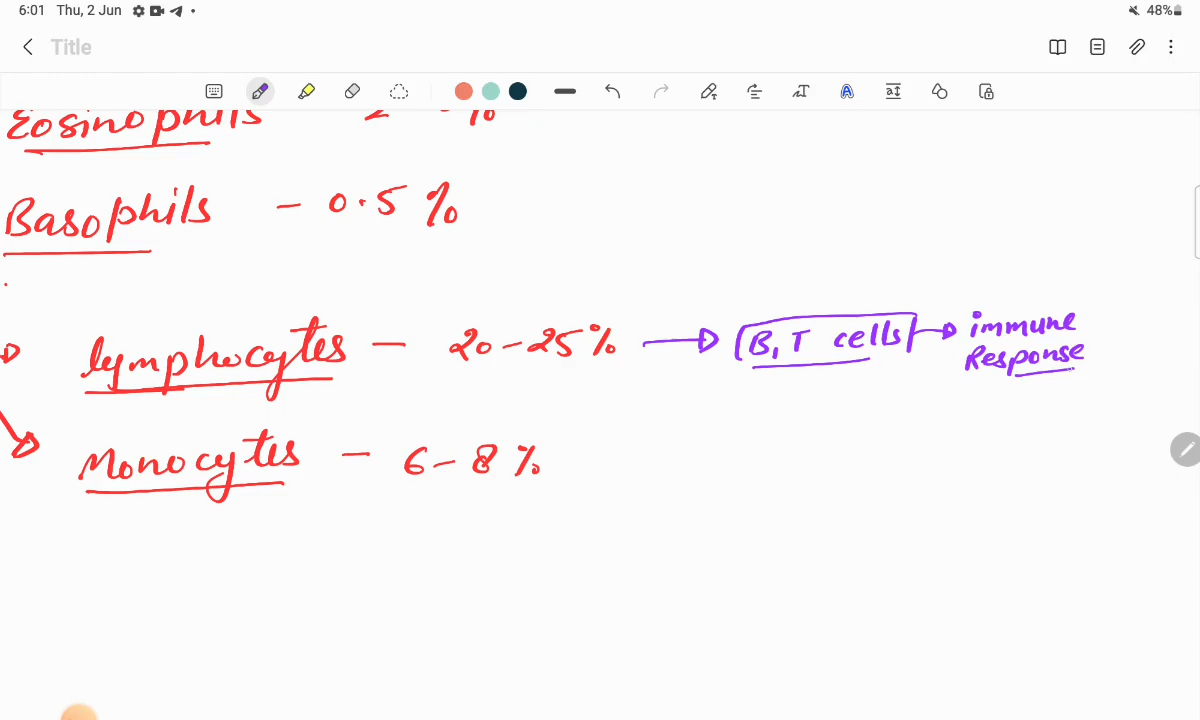 6:01 Thu, 2 Jun 48%
Title
Eosinophils
Basophils - 0.5 %
lymphocytes - 20-25% → B, T cells → immune
Response
Monocytes - 6-8 %